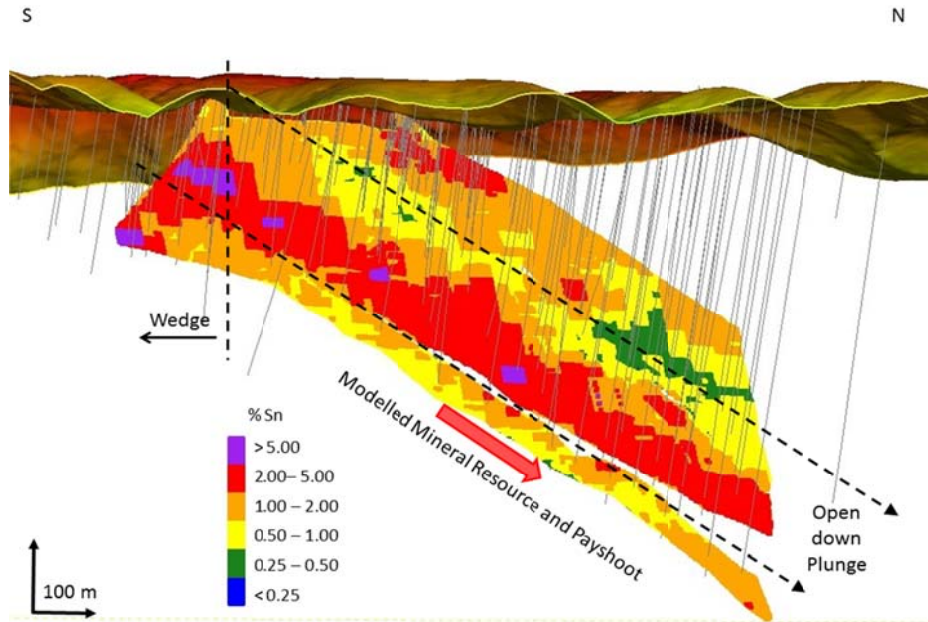 S
N
Wedge
% Sn
> 5.00
2.00 – 5.00
1.00 – 2.00
0.50 – 1.00
0.25 – 0.50
< 0.25
Modelled Mineral Resource and Payshoot
Open
down
Plunge
100 m